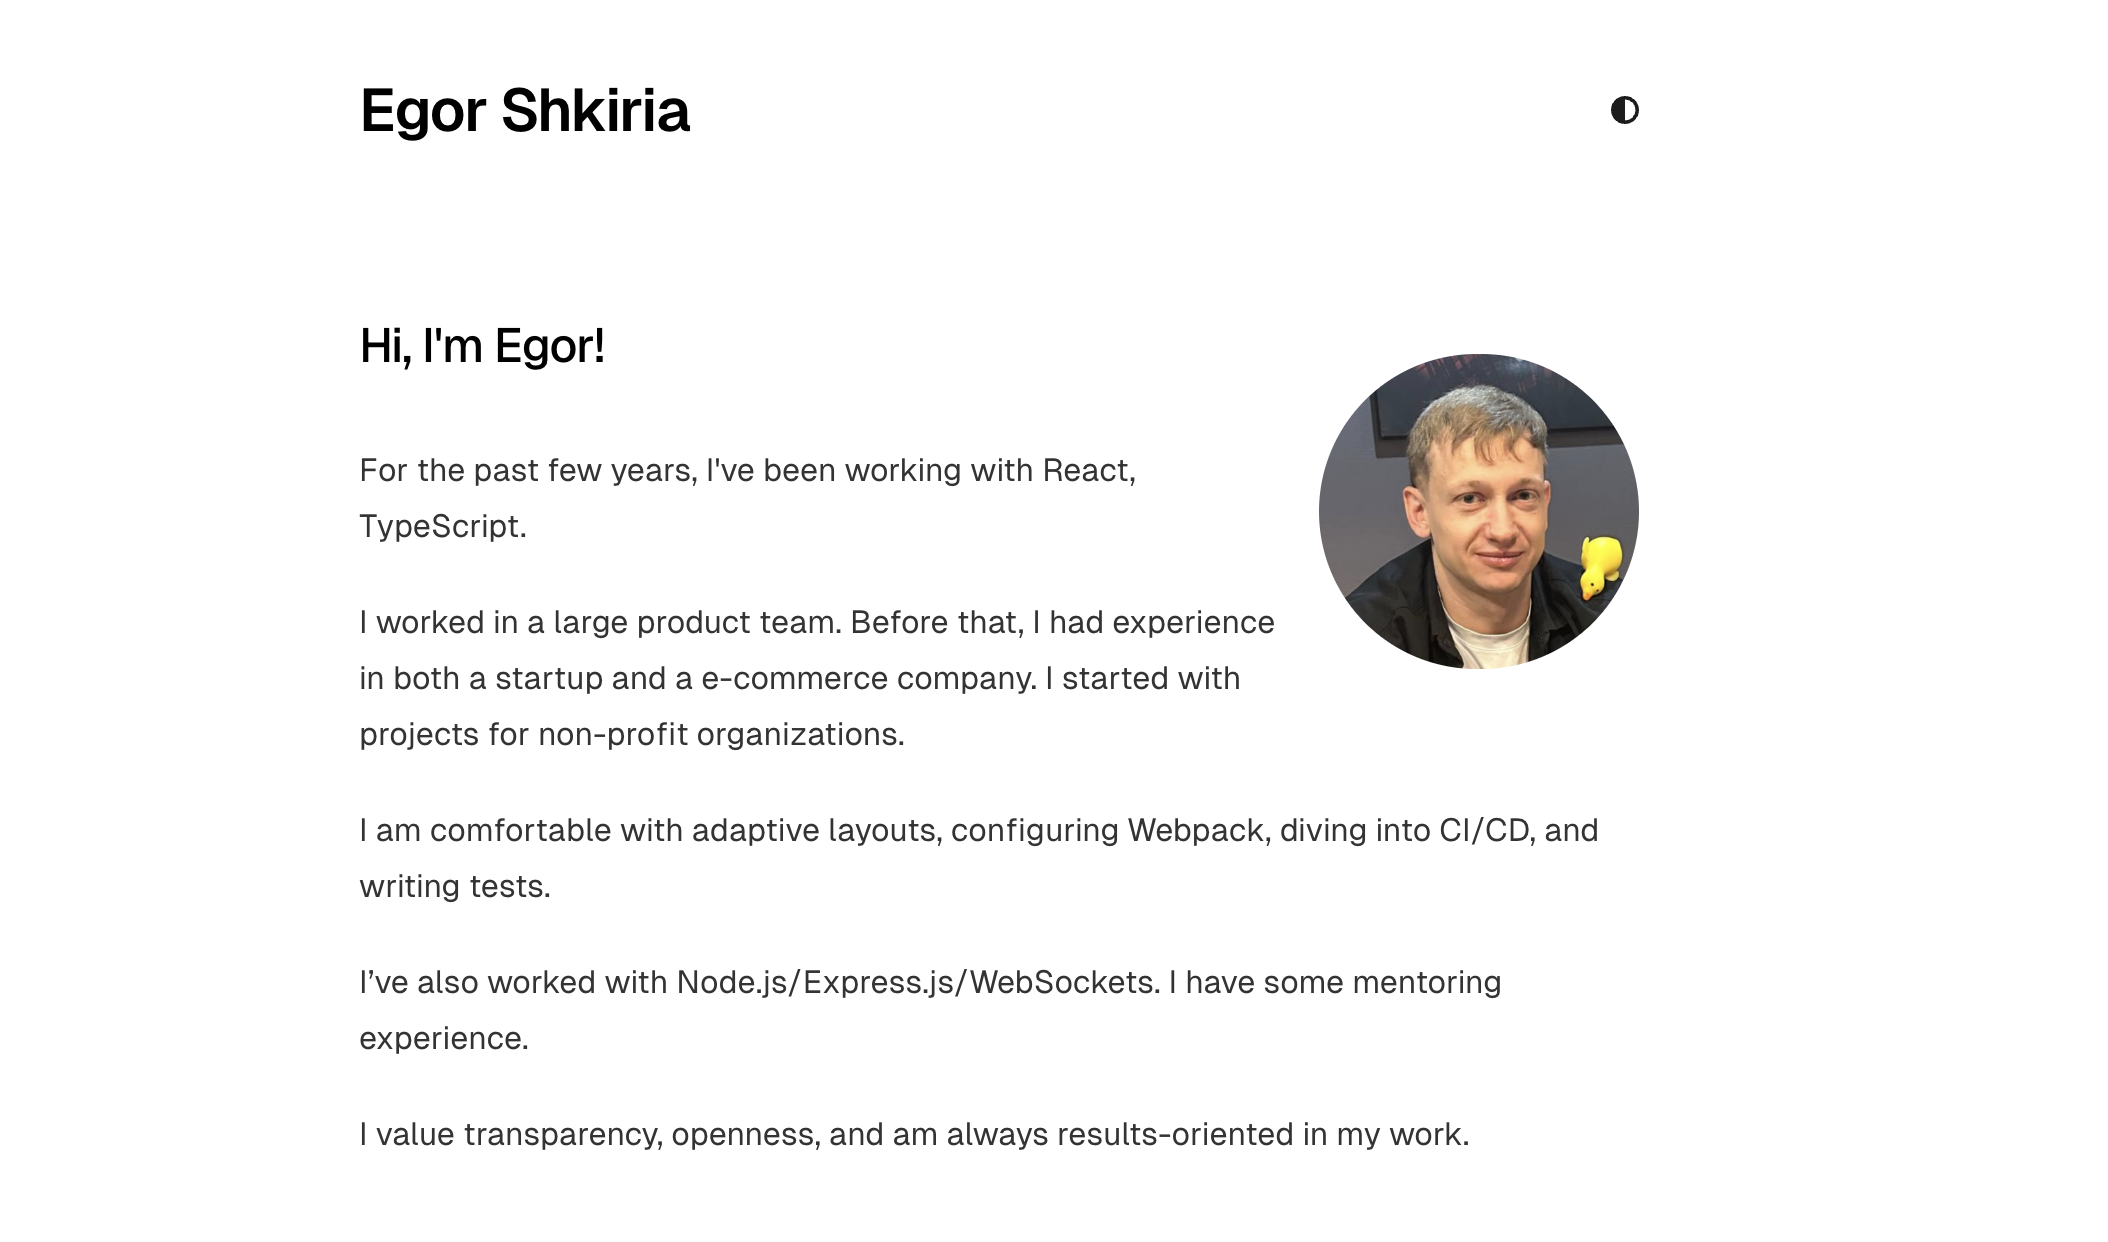 Egor Shkiria
Hi, I'm Egor!
For the past few years, I've been working with React,
TypeScript.
I worked in a large product team. Before that, I had experience
in both a startup and a e-commerce company. I started with
projects for non-profit organizations.
I am comfortable with adaptive layouts, configuring Webpack, diving into CI/CD, and
writing tests.
I’ve also worked with Node.js/Express.js/WebSockets. I have some mentoring
experience.
I value transparency, openness, and am always results-oriented in my work.